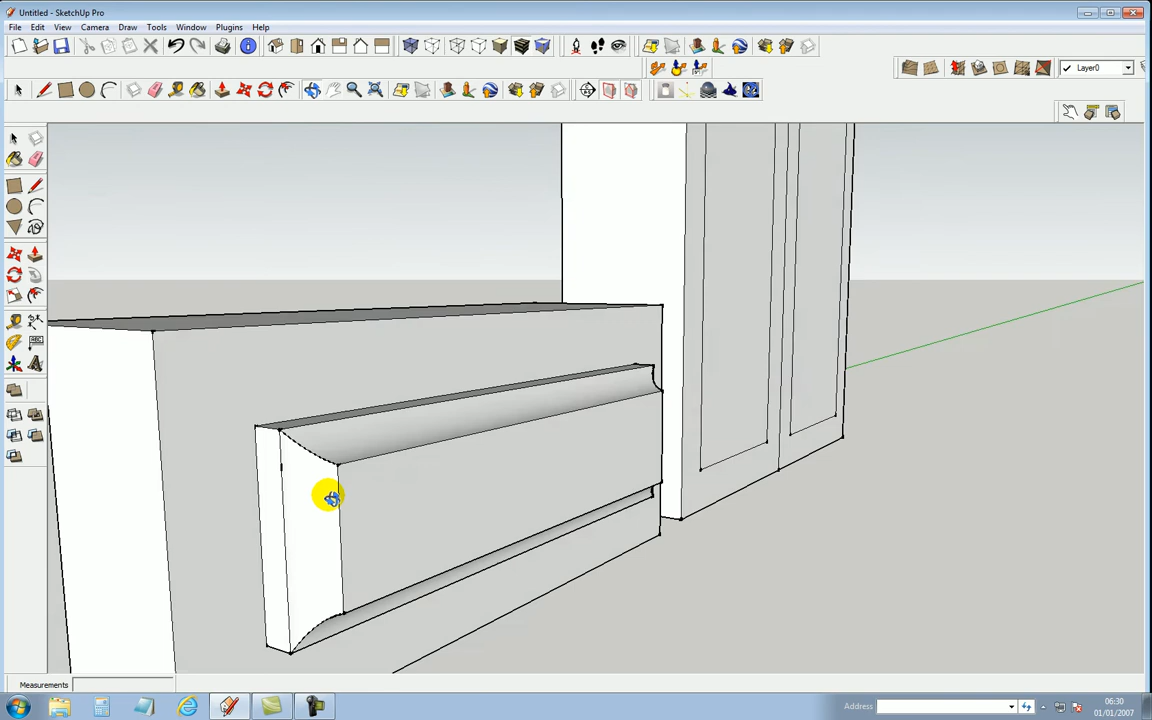 Untitled - SketchUp Pro
File Edit View Camera Draw Tools Window Plugins Help
Layer0
ABC
Measurements
Address
06:30
01/01/2007